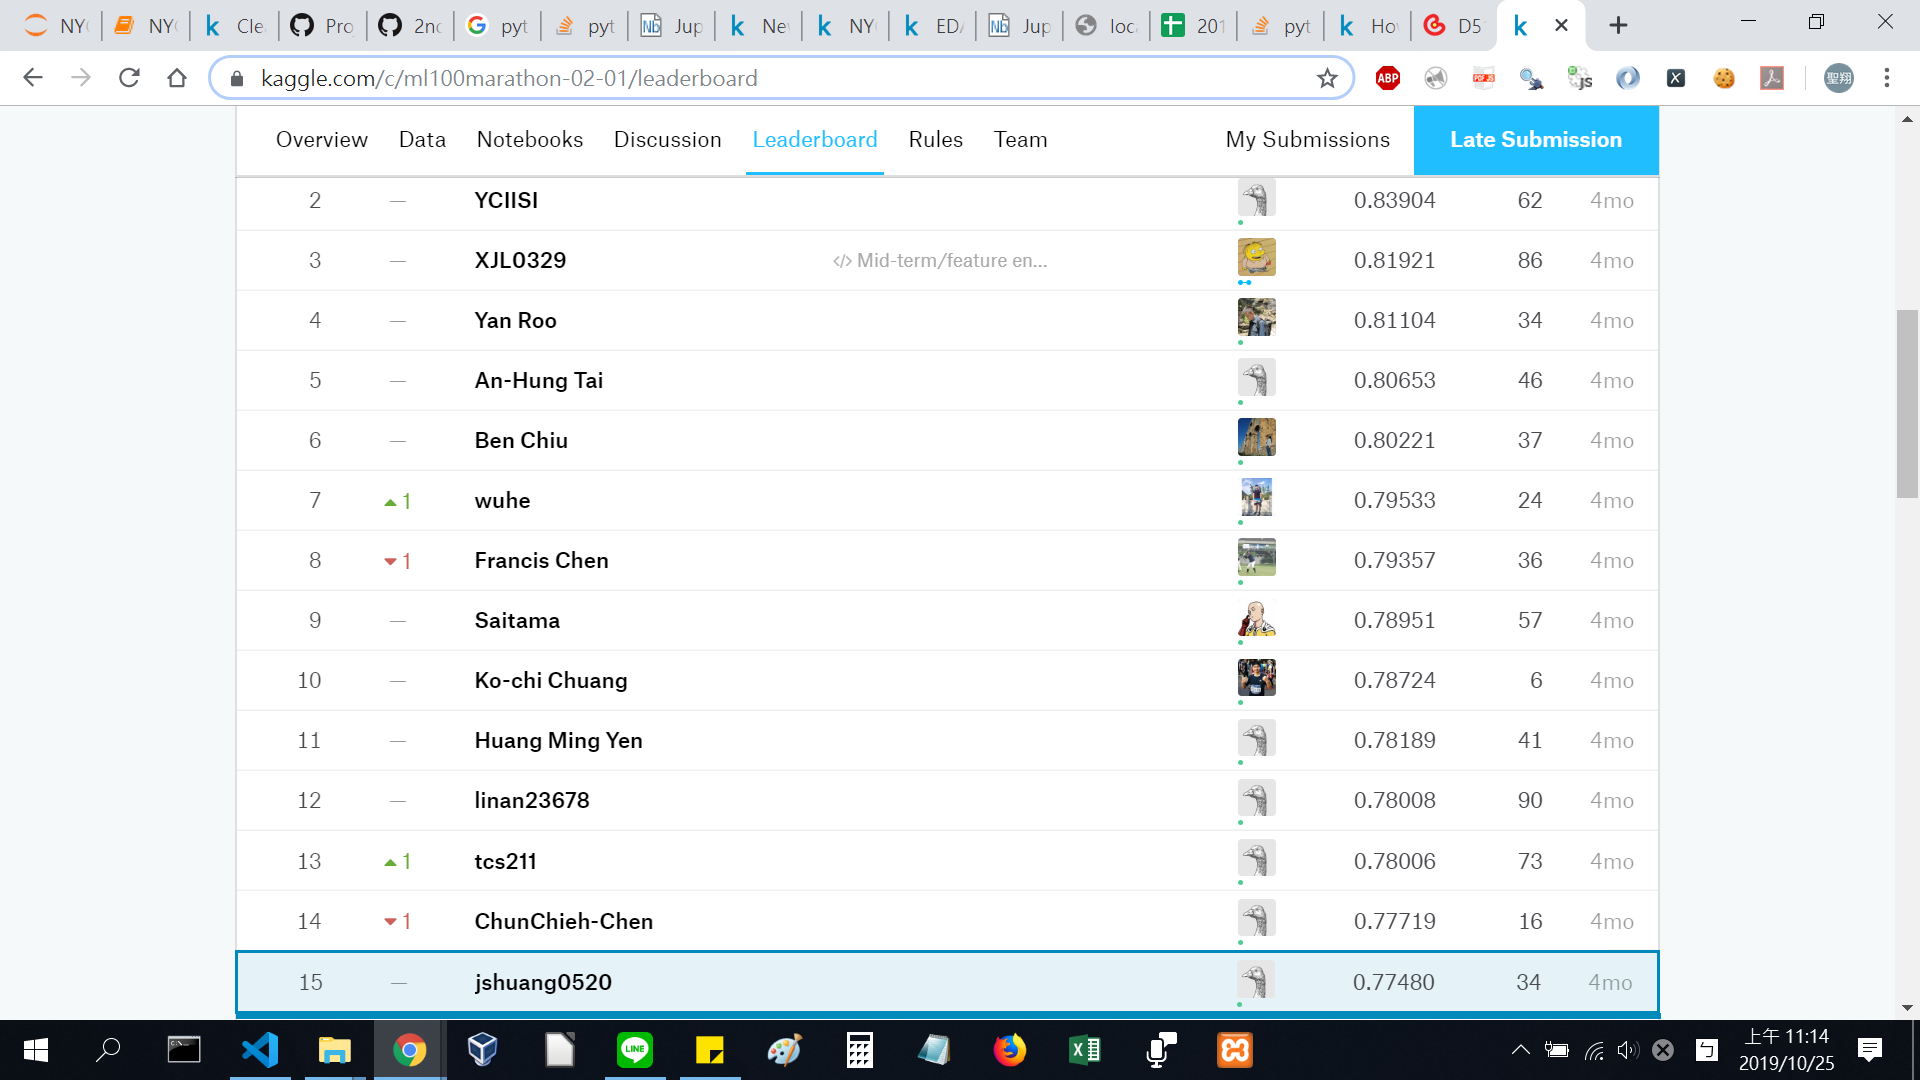 NY NY Cle Pro 2nd pyt pyt Jup Ne NY ED Jup loc 201 pyt Ho D5
kaggle.com/c/ml100marathon-02-01/leaderboard ABP PDF JS js X 聖翔
Overview Data Notebooks Discussion Leaderboard Rules Team My Submissions Late Submission
2 — YCIISI 0.83904 62 4mo
3 — XJL0329 </> Mid-term/feature en... 0.81921 86 4mo
4 — Yan Roo 0.81104 34 4mo
5 — An-Hung Tai 0.80653 46 4mo
6 — Ben Chiu 0.80221 37 4mo
7 ▲1 wuhe 0.79533 24 4mo
8 ▼1 Francis Chen 0.79357 36 4mo
9 — Saitama 0.78951 57 4mo
10 — Ko-chi Chuang 0.78724 6 4mo
11 — Huang Ming Yen 0.78189 41 4mo
12 — linan23678 0.78008 90 4mo
13 ▲1 tcs211 0.78006 73 4mo
14 ▼1 ChunChieh-Chen 0.77719 16 4mo
15 — jshuang0520 0.77480 34 4mo
LINE ㄅ 上午 11:14
2019/10/25